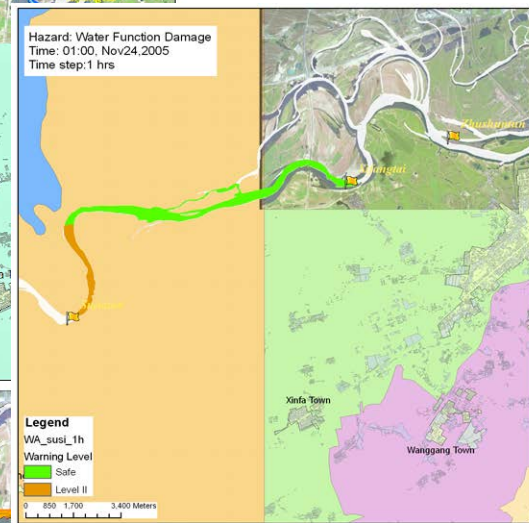 Hazard: Water Function Damage
Time: 01:00, Nov24,2005
Time step:1 hrs
Xinfa Town
Wanggang Town
Legend
WA_susi_1h
Warning Level
Safe
Level II
0 850 1,700 3,400 Meters